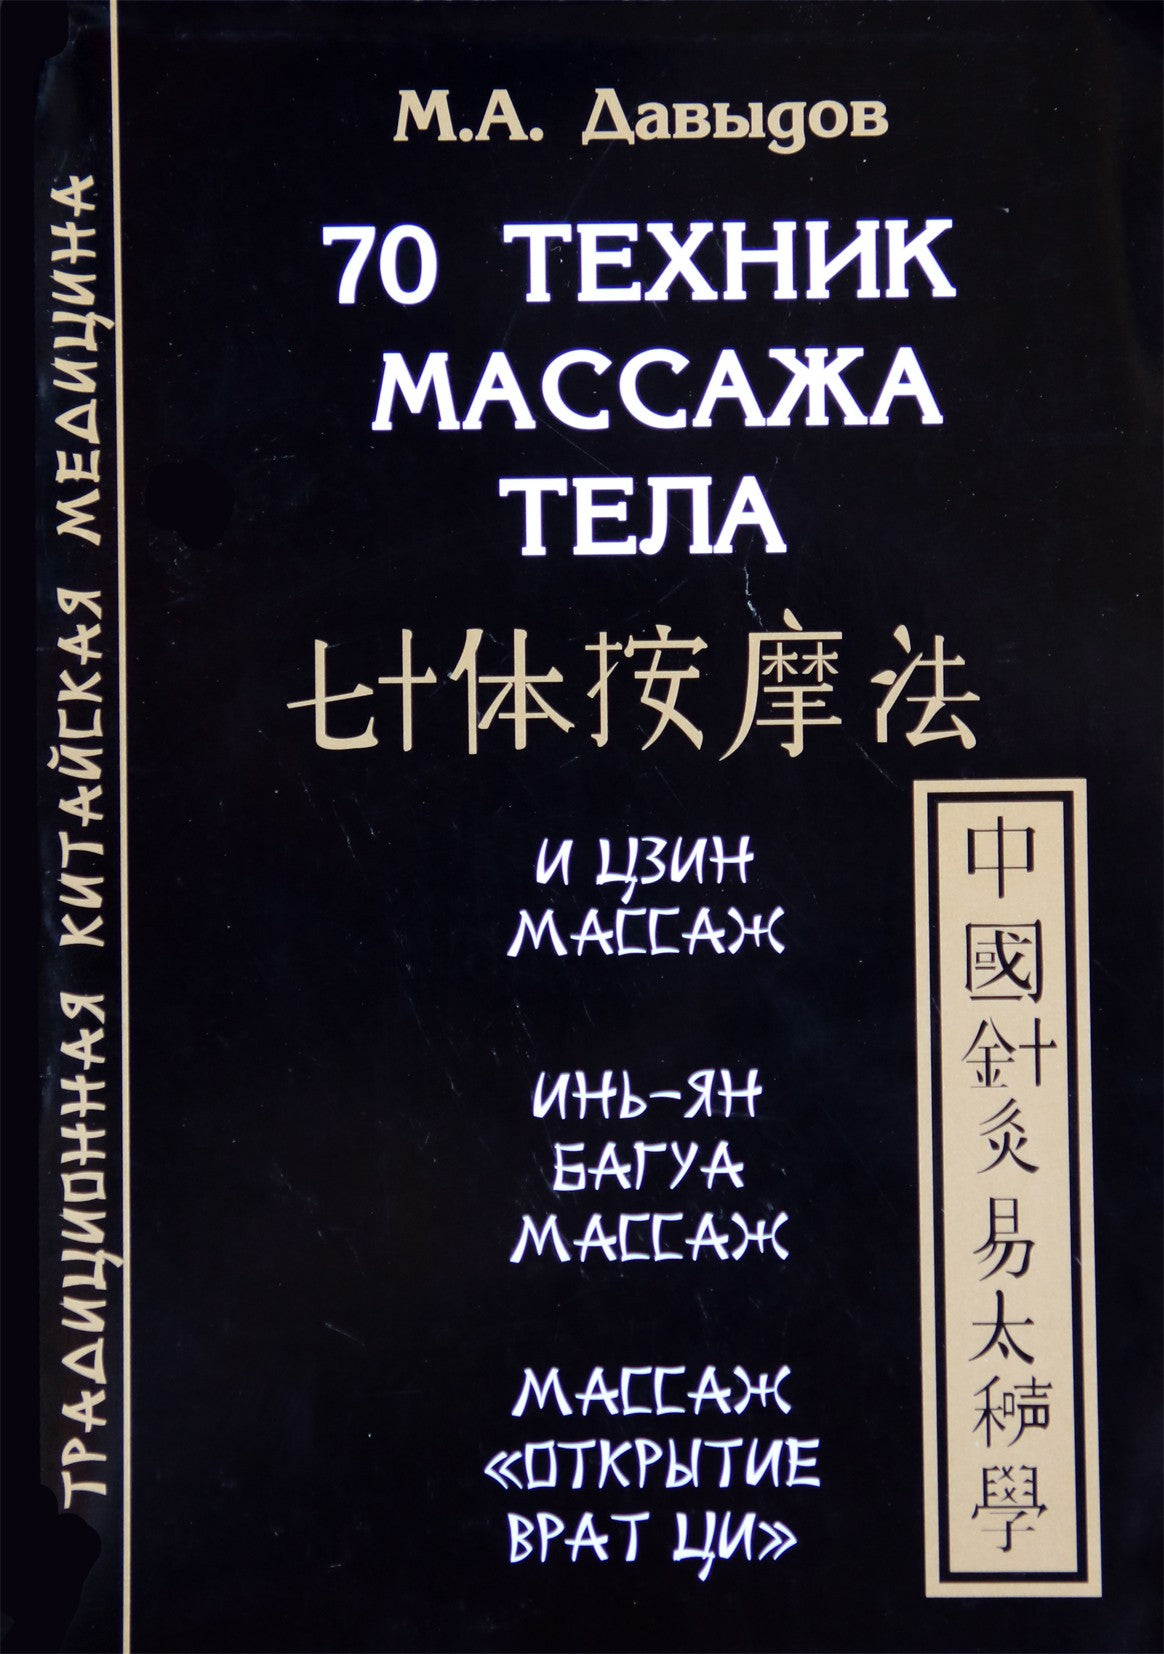 М.А. Давыдов
70 ТЕХНИК
МАССАЖА
ТЕЛА
七十体按摩法
И ЦЗИН
МАССАЖ
ИНЬ-ЯН
БАГУА
МАССАЖ
МАССАЖ
«ОТКРЫТИЕ
ВРАТ ЦИ»
ТРАДИЦИОННАЯ КИТАЙСКАЯ МЕДИЦИНА
中國針灸易太極學